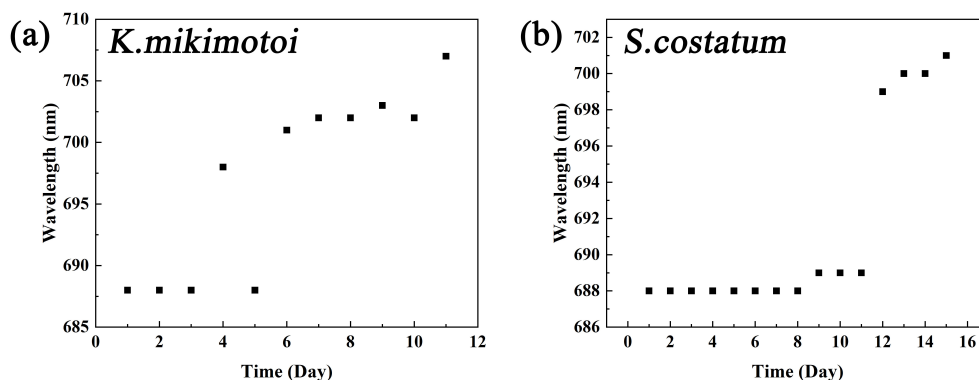 (a) K.mikimotoi
710
705
700
695
690
685
Wavelength (nm)
0 2 4 6 8 10 12
Time (Day)
(b) S.costatum
702
700
698
696
694
692
690
688
686
Wavelength (nm)
0 2 4 6 8 10 12 14 16
Time (Day)